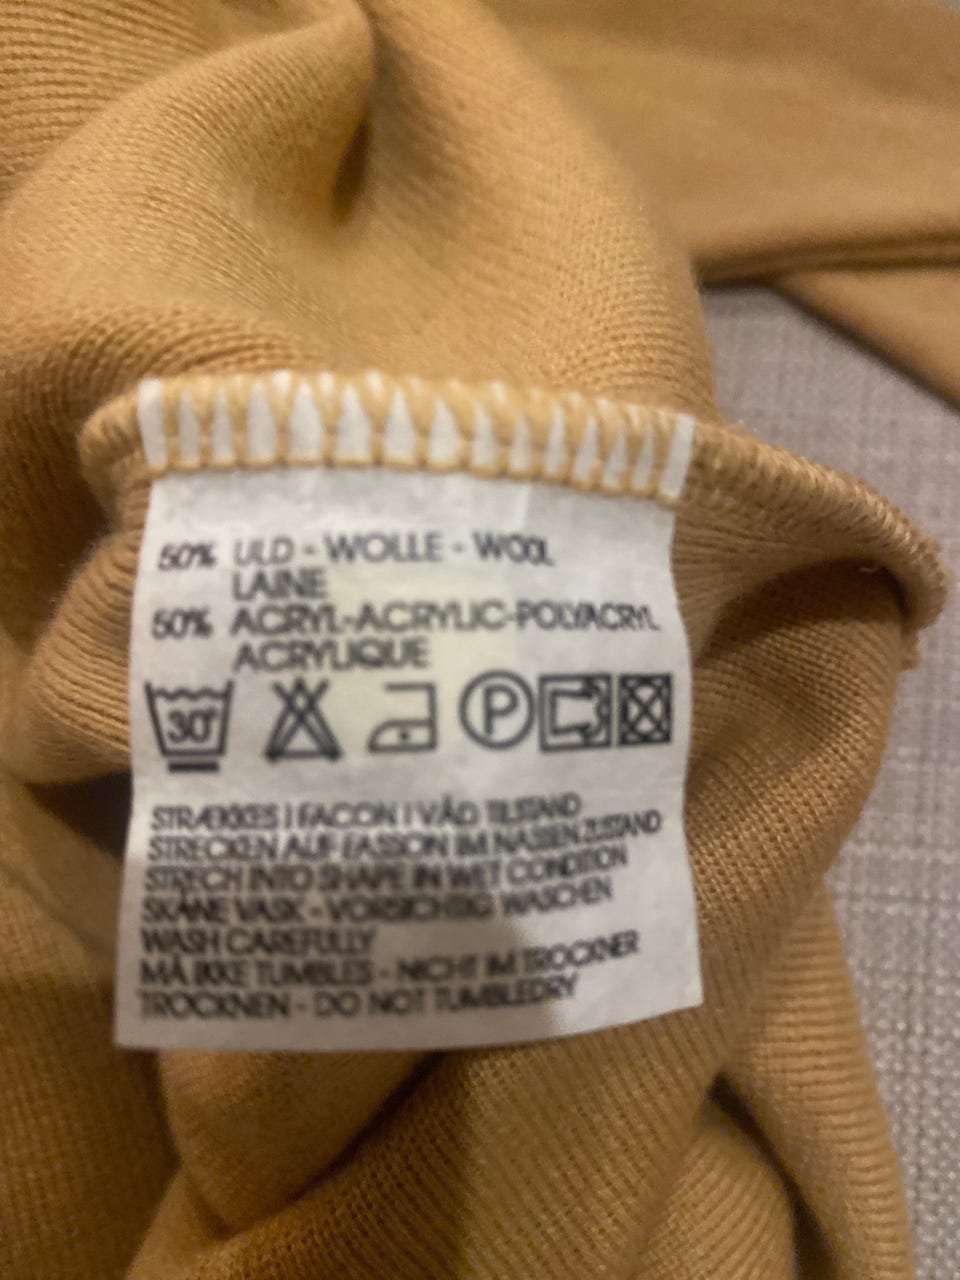 50% ULD - WOLLE - WOOL
LAINE
50% ACRYL-ACRYLIC-POLYACRYL
ACRYLIQUE
30° P
STRÆKKES I FACON I VÅD TILSTAND
STRECKEN AUF FASSION IM NASSEN ZUSTAND
STRECH INTO SHAPE IN WET CONDITION
SKÅNE VASK - VORSICHTIG WASCHEN
WASH CAREFULLY
MÅ IKKE TUMBLES - NICHT IM TROCKNER
TROCKNEN - DO NOT TUMBLEDRY